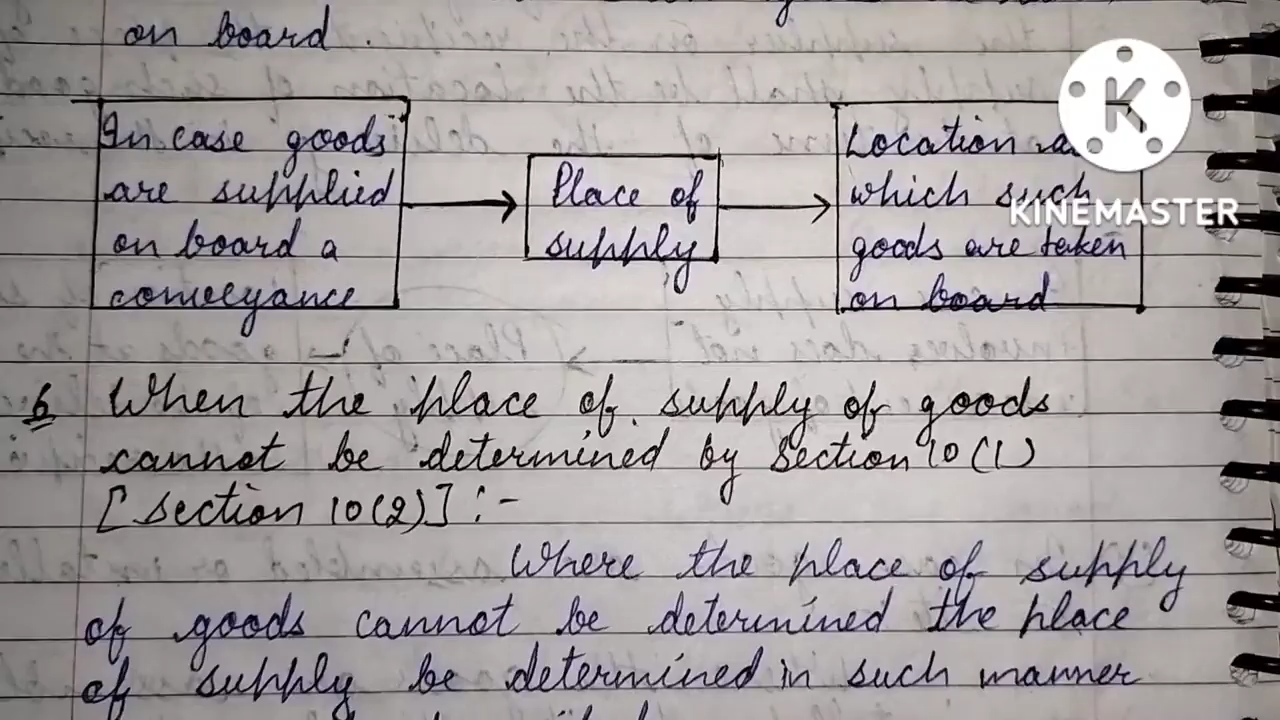 on board.
In case goods
are supplied
on board a
conveyance
Place of
supply
Location
which such
goods are taken
on board
KINEMASTER
6 When the place of supply of goods
cannot be determined by Section 10(1)
[Section 10(2)] :-
Where the place of supply
of goods cannot be determined the place
of supply be determined in such manner